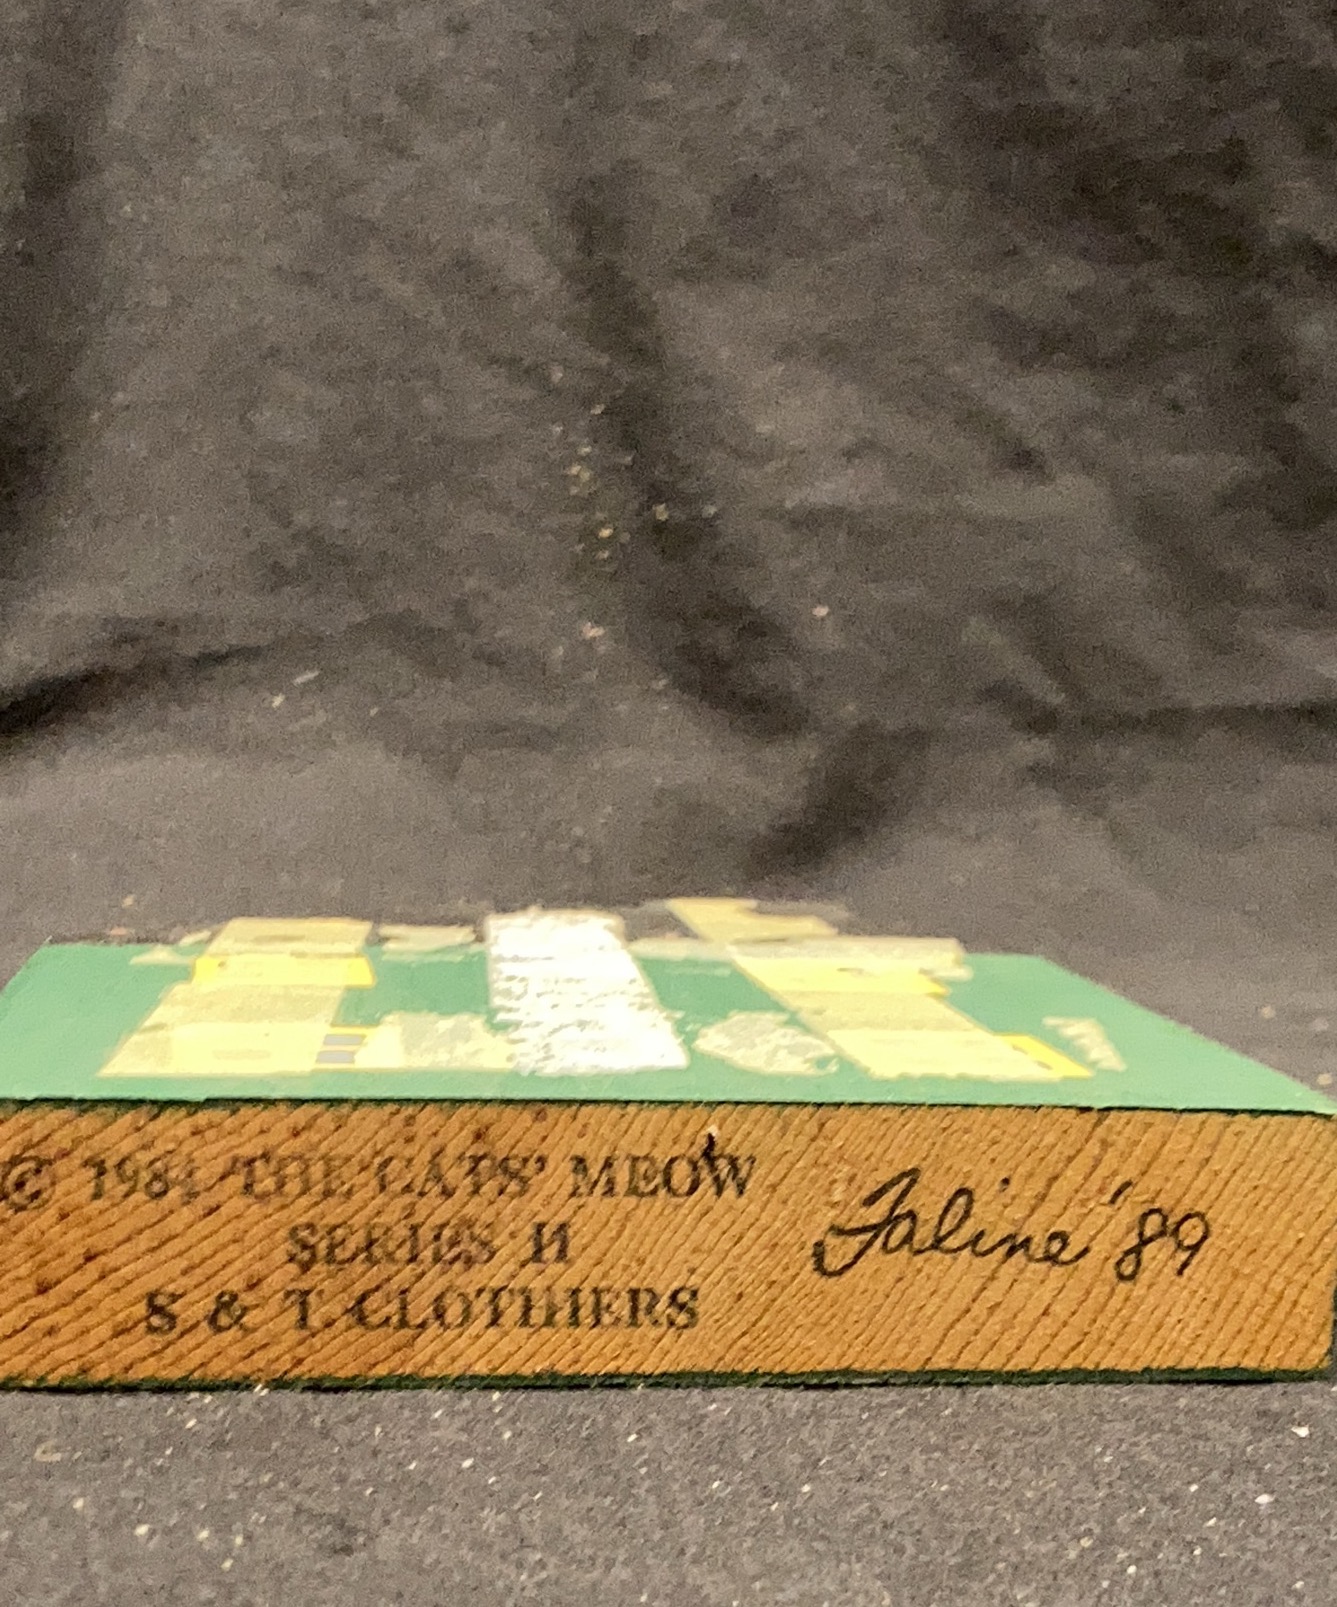 © 1984 THE CATS' MEOW
SERIES II
S & T CLOTHIERS
Faline '89